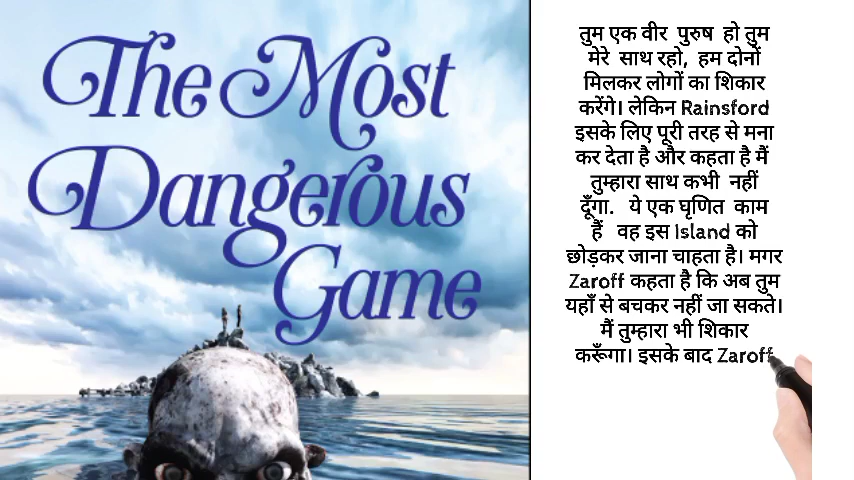 The Most
Dangerous
Game
तुम एक वीर पुरुष हो तुम
मेरे साथ रहो, हम दोनों
मिलकर लोगों का शिकार
करेंगे। लेकिन Rainsford
इसके लिए पूरी तरह से मना
कर देता है और कहता है मैं
तुम्हारा साथ कभी नहीं
दूँगा. ये एक घृणित काम
हैं वह इस Island को
छोड़कर जाना चाहता है। मगर
Zaroff कहता है कि अब तुम
यहाँ से बचकर नहीं जा सकते।
मैं तुम्हारा भी शिकार
करूँगा। इसके बाद Zaroff